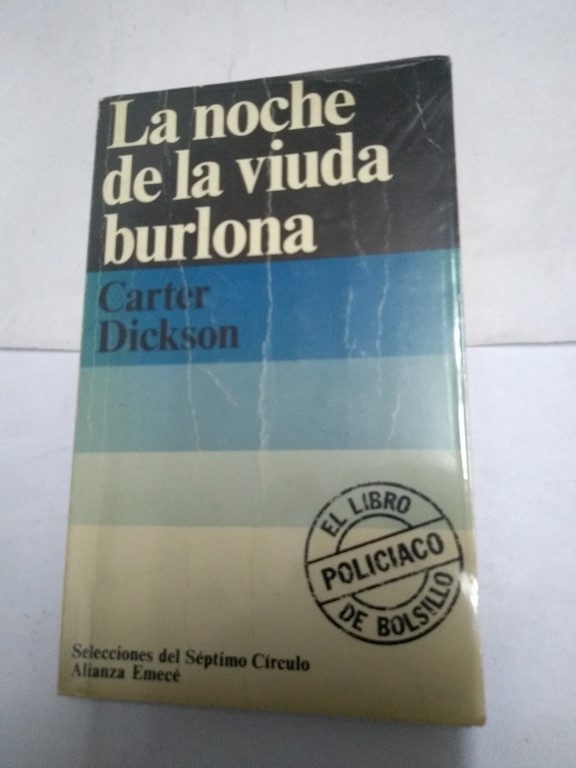 La noche
de la viuda
burlona
Carter
Dickson
EL LIBRO
POLICIACO
DE BOLSILLO
Selecciones del Séptimo Círculo
Alianza Emecé